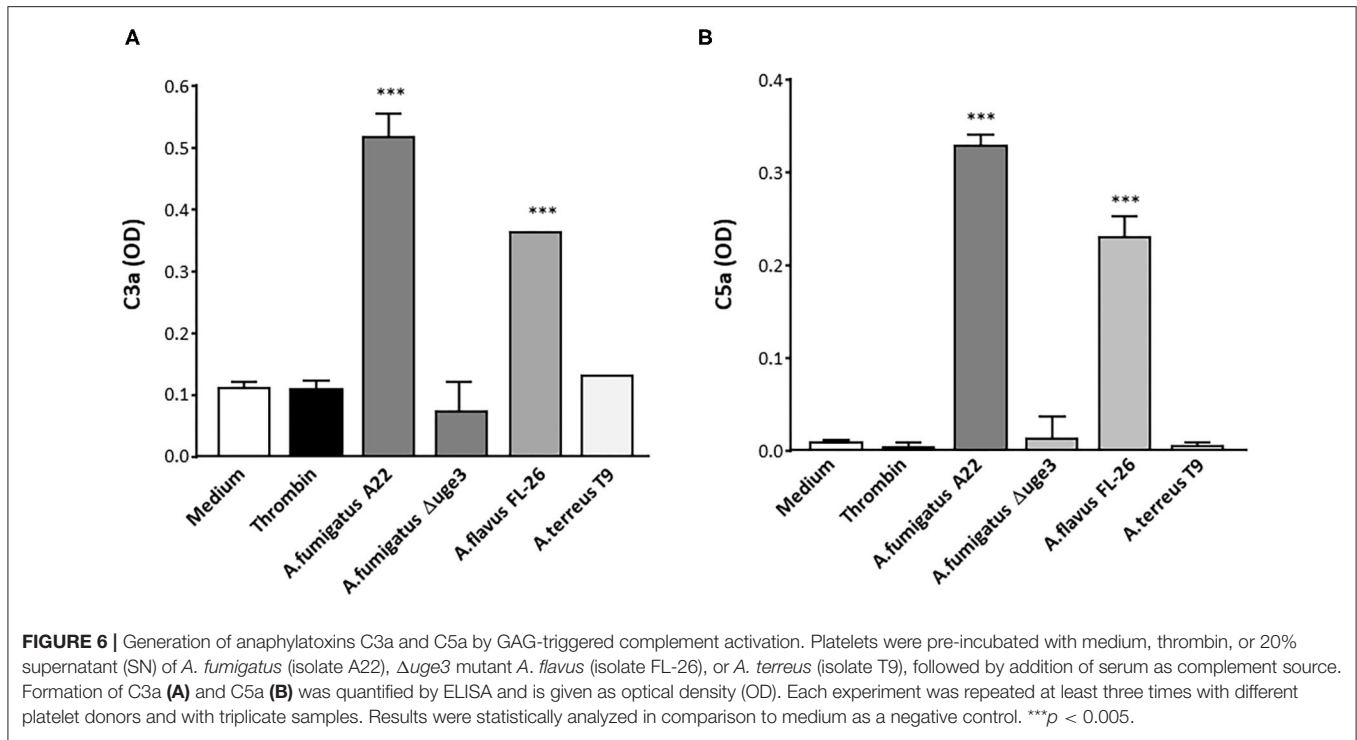 A
C3a (OD)
0.6
0.5
0.4
0.3
0.2
0.1
0.0
***
***
Medium
Thrombin
A.fumigatus A22
A.fumigatus Δuge3
A.flavus FL-26
A.terreus T9
B
C5a (OD)
0.4
0.3
0.2
0.1
0.0
***
***
Medium
Thrombin
A.fumigatus A22
A.fumigatus Δuge3
A.flavus FL-26
A.terreus T9
FIGURE 6 | Generation of anaphylatoxins C3a and C5a by GAG-triggered complement activation. Platelets were pre-incubated with medium, thrombin, or 20%
supernatant (SN) of A. fumigatus (isolate A22), Δuge3 mutant A. flavus (isolate FL-26), or A. terreus (isolate T9), followed by addition of serum as complement source.
Formation of C3a (A) and C5a (B) was quantified by ELISA and is given as optical density (OD). Each experiment was repeated at least three times with different
platelet donors and with triplicate samples. Results were statistically analyzed in comparison to medium as a negative control. ***p < 0.005.